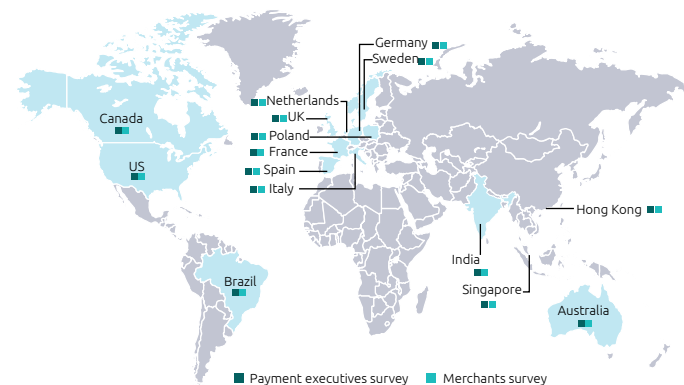 Germany
Sweden
Netherlands
UK
Poland
France
Spain
Italy
Canada
US
Brazil
Hong Kong
India
Singapore
Australia
Payment executives survey
Merchants survey